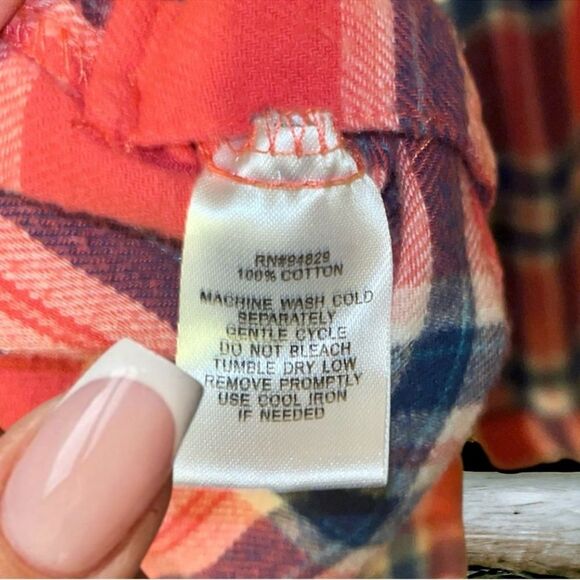 RN#94829
100% COTTON
MACHINE WASH COLD
SEPARATELY
GENTLE CYCLE
DO NOT BLEACH
TUMBLE DRY LOW
REMOVE PROMPTLY
USE COOL IRON
IF NEEDED